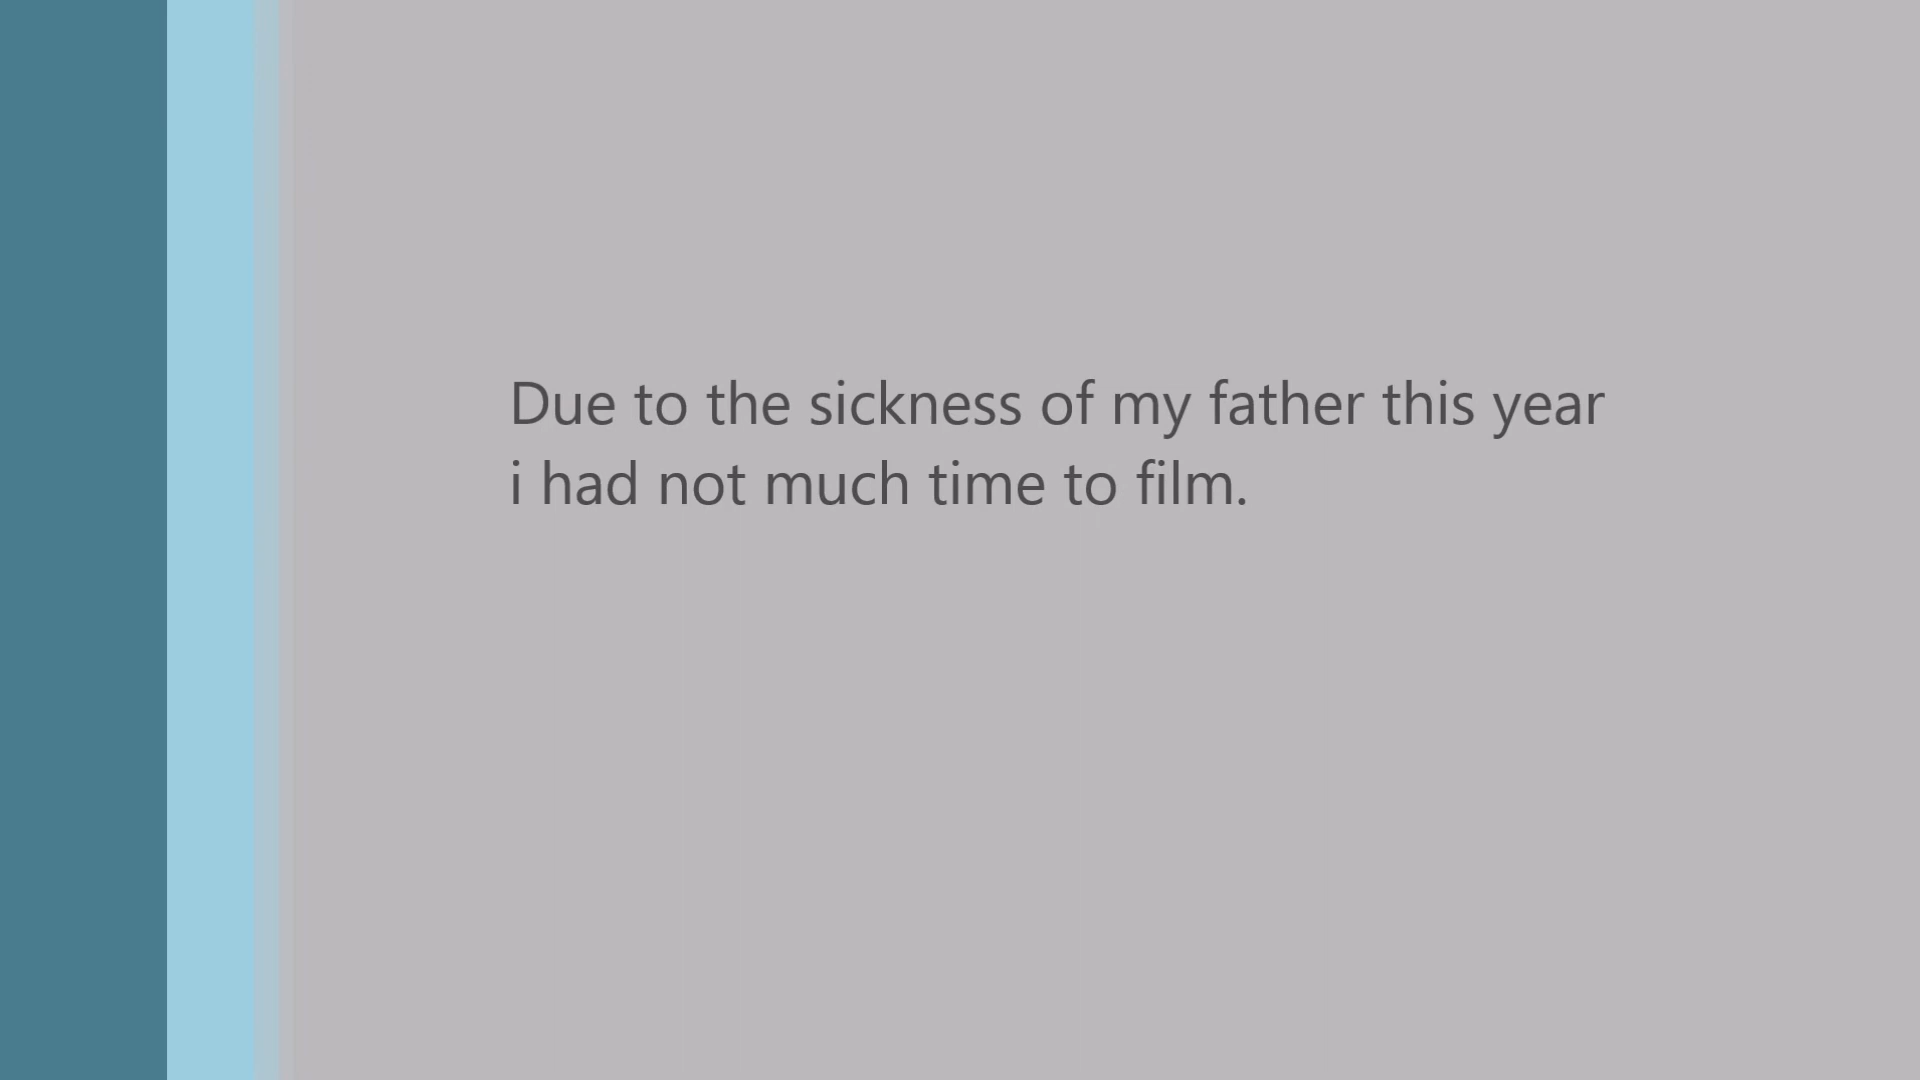 Due to the sickness of my father this year
i had not much time to film.